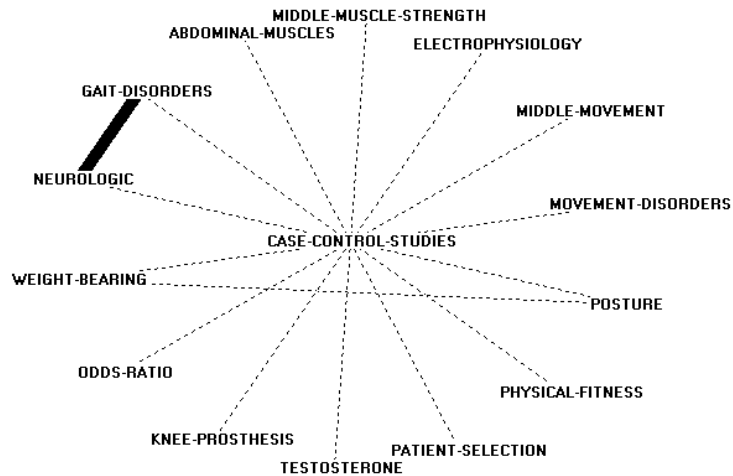 MIDDLE-MUSCLE-STRENGTH
ABDOMINAL-MUSCLES
ELECTROPHYSIOLOGY
GAIT-DISORDERS
MIDDLE-MOVEMENT
NEUROLOGIC
MOVEMENT-DISORDERS
CASE-CONTROL-STUDIES
WEIGHT-BEARING
POSTURE
ODDS-RATIO
PHYSICAL-FITNESS
KNEE-PROSTHESIS
PATIENT-SELECTION
TESTOSTERONE